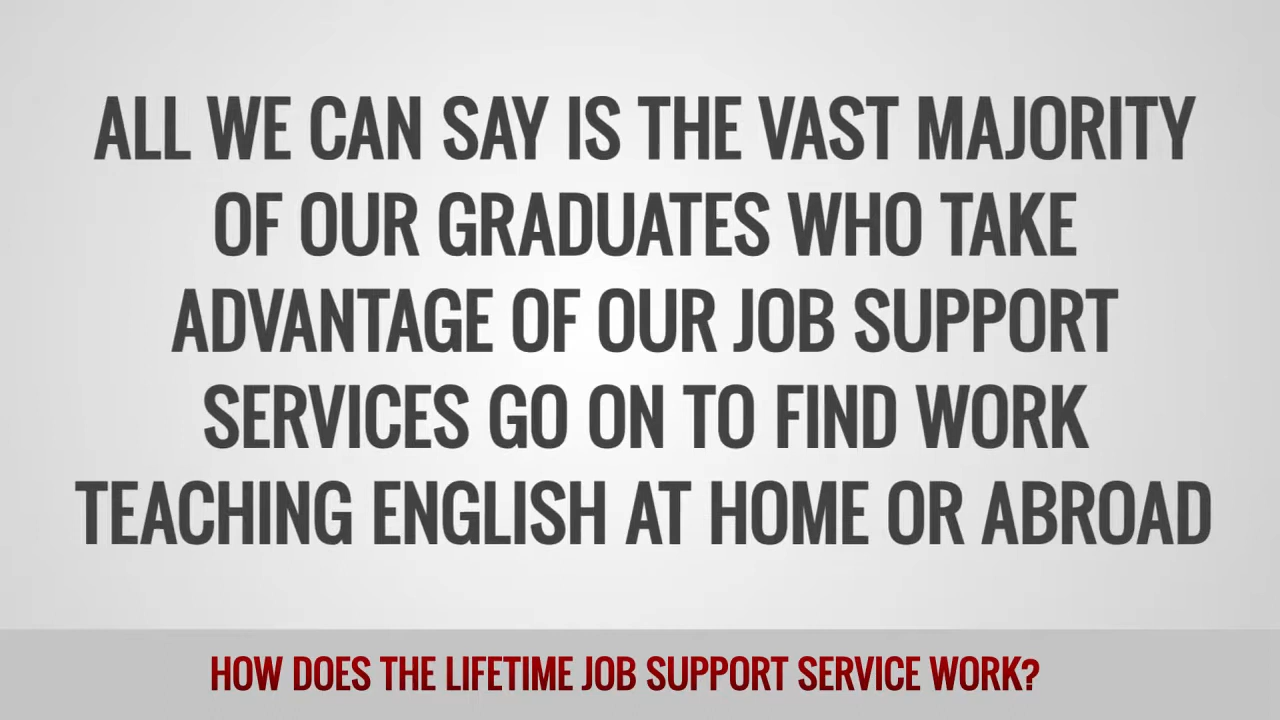 ALL WE CAN SAY IS THE VAST MAJORITY
OF OUR GRADUATES WHO TAKE
ADVANTAGE OF OUR JOB SUPPORT
SERVICES GO ON TO FIND WORK
TEACHING ENGLISH AT HOME OR ABROAD
HOW DOES THE LIFETIME JOB SUPPORT SERVICE WORK?